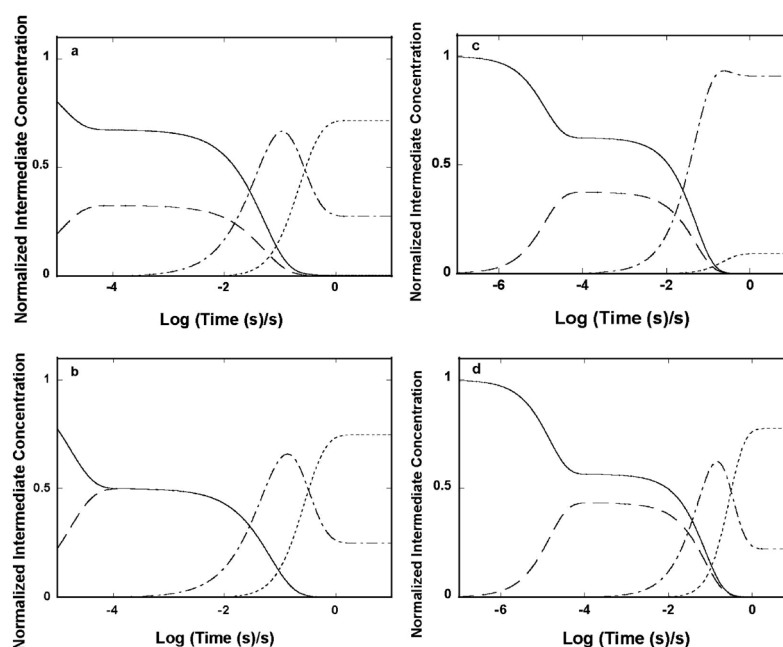 a
1
0.5
0
-4
-2
0
Normalized Intermediate Concentration
Log (Time (s)/s)
c
1
0.5
0
-6
-4
-2
0
Normalized Intermediate Concentration
Log (Time (s)/s)
b
1
0.5
0
-4
-2
0
Normalized Intermediate Concentration
Log (Time (s)/s)
d
1
0.5
0
-6
-4
-2
0
Normalized Intermediate Concentration
Log (Time (s)/s)